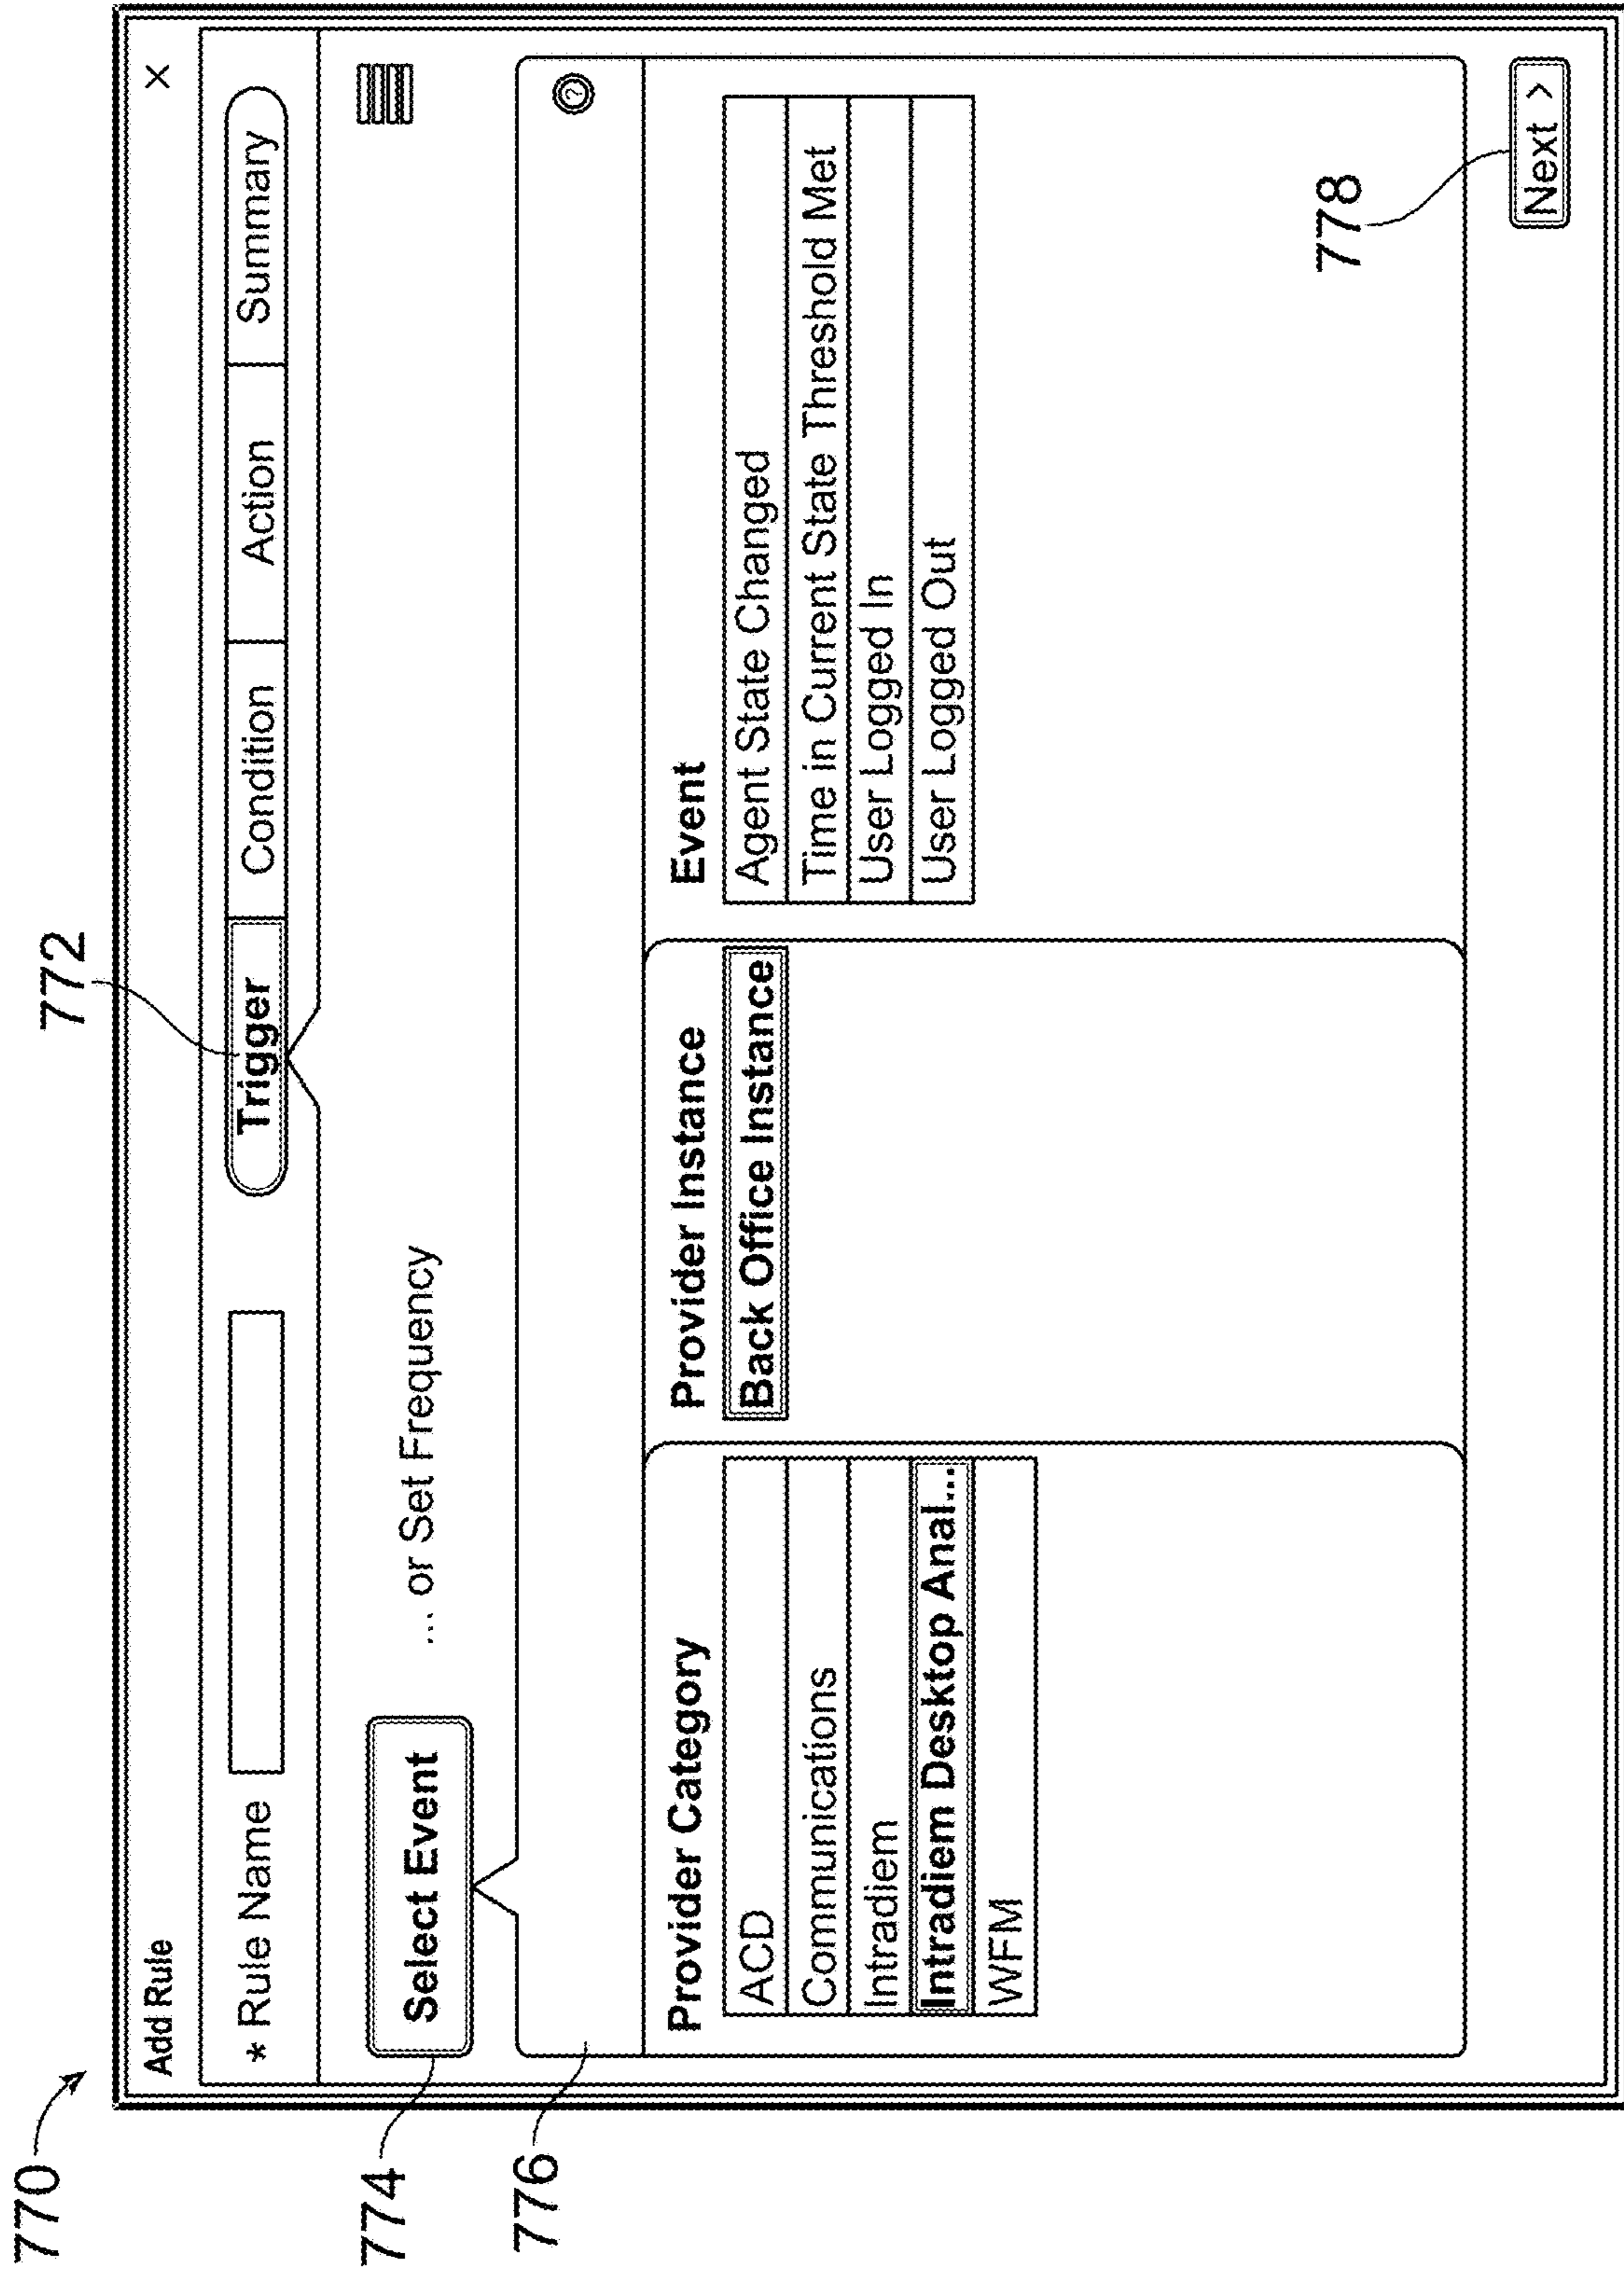 770
772
Add Rule ×
* Rule Name Trigger Condition Action Summary
774
Select Event ... or Set Frequency
776
?
Provider Category Provider Instance Event
ACD Back Office Instance Agent State Changed
Communications Time in Current State Threshold Met
Intradiem User Logged In
Intradiem Desktop Anal... User Logged Out
WFM
778
Next >